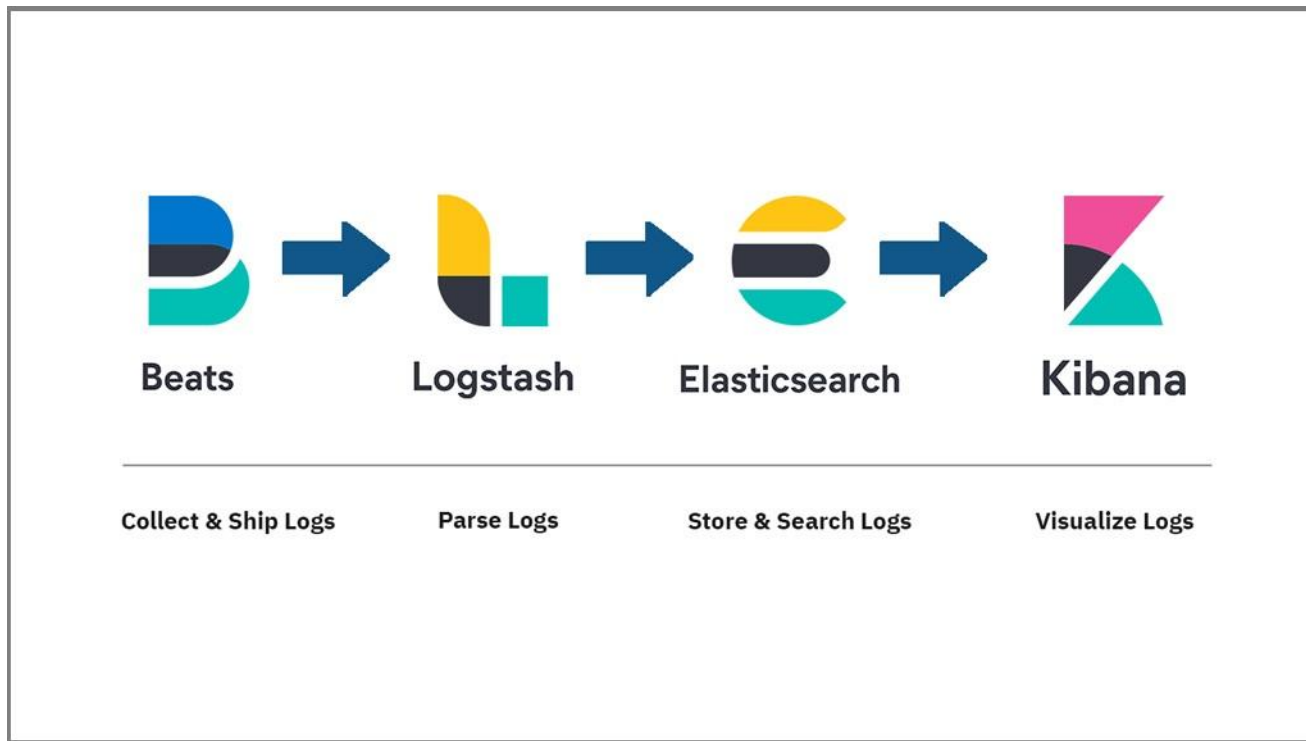 Beats
Logstash
Elasticsearch
Kibana
Collect & Ship Logs
Parse Logs
Store & Search Logs
Visualize Logs